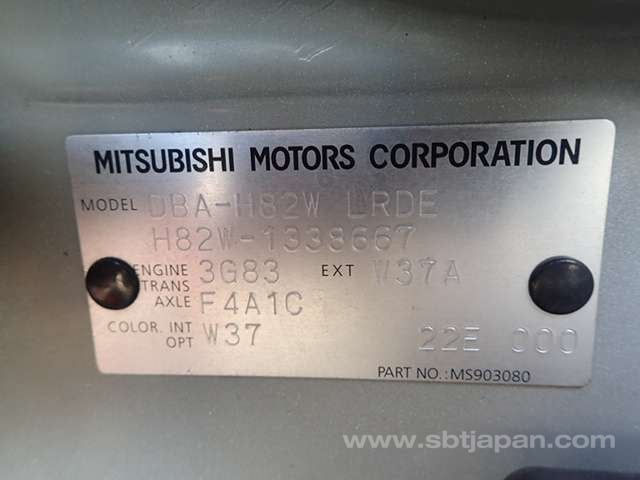 MITSUBISHI MOTORS CORPORATION
MODEL DBA-H82W LRDE
H82W-1338667
ENGINE 3G83 EXT W37A
TRANS AXLE F4A1C
COLOR. INT OPT W37 22E 000
PART NO.:MS903080
www.sbtjapan.com